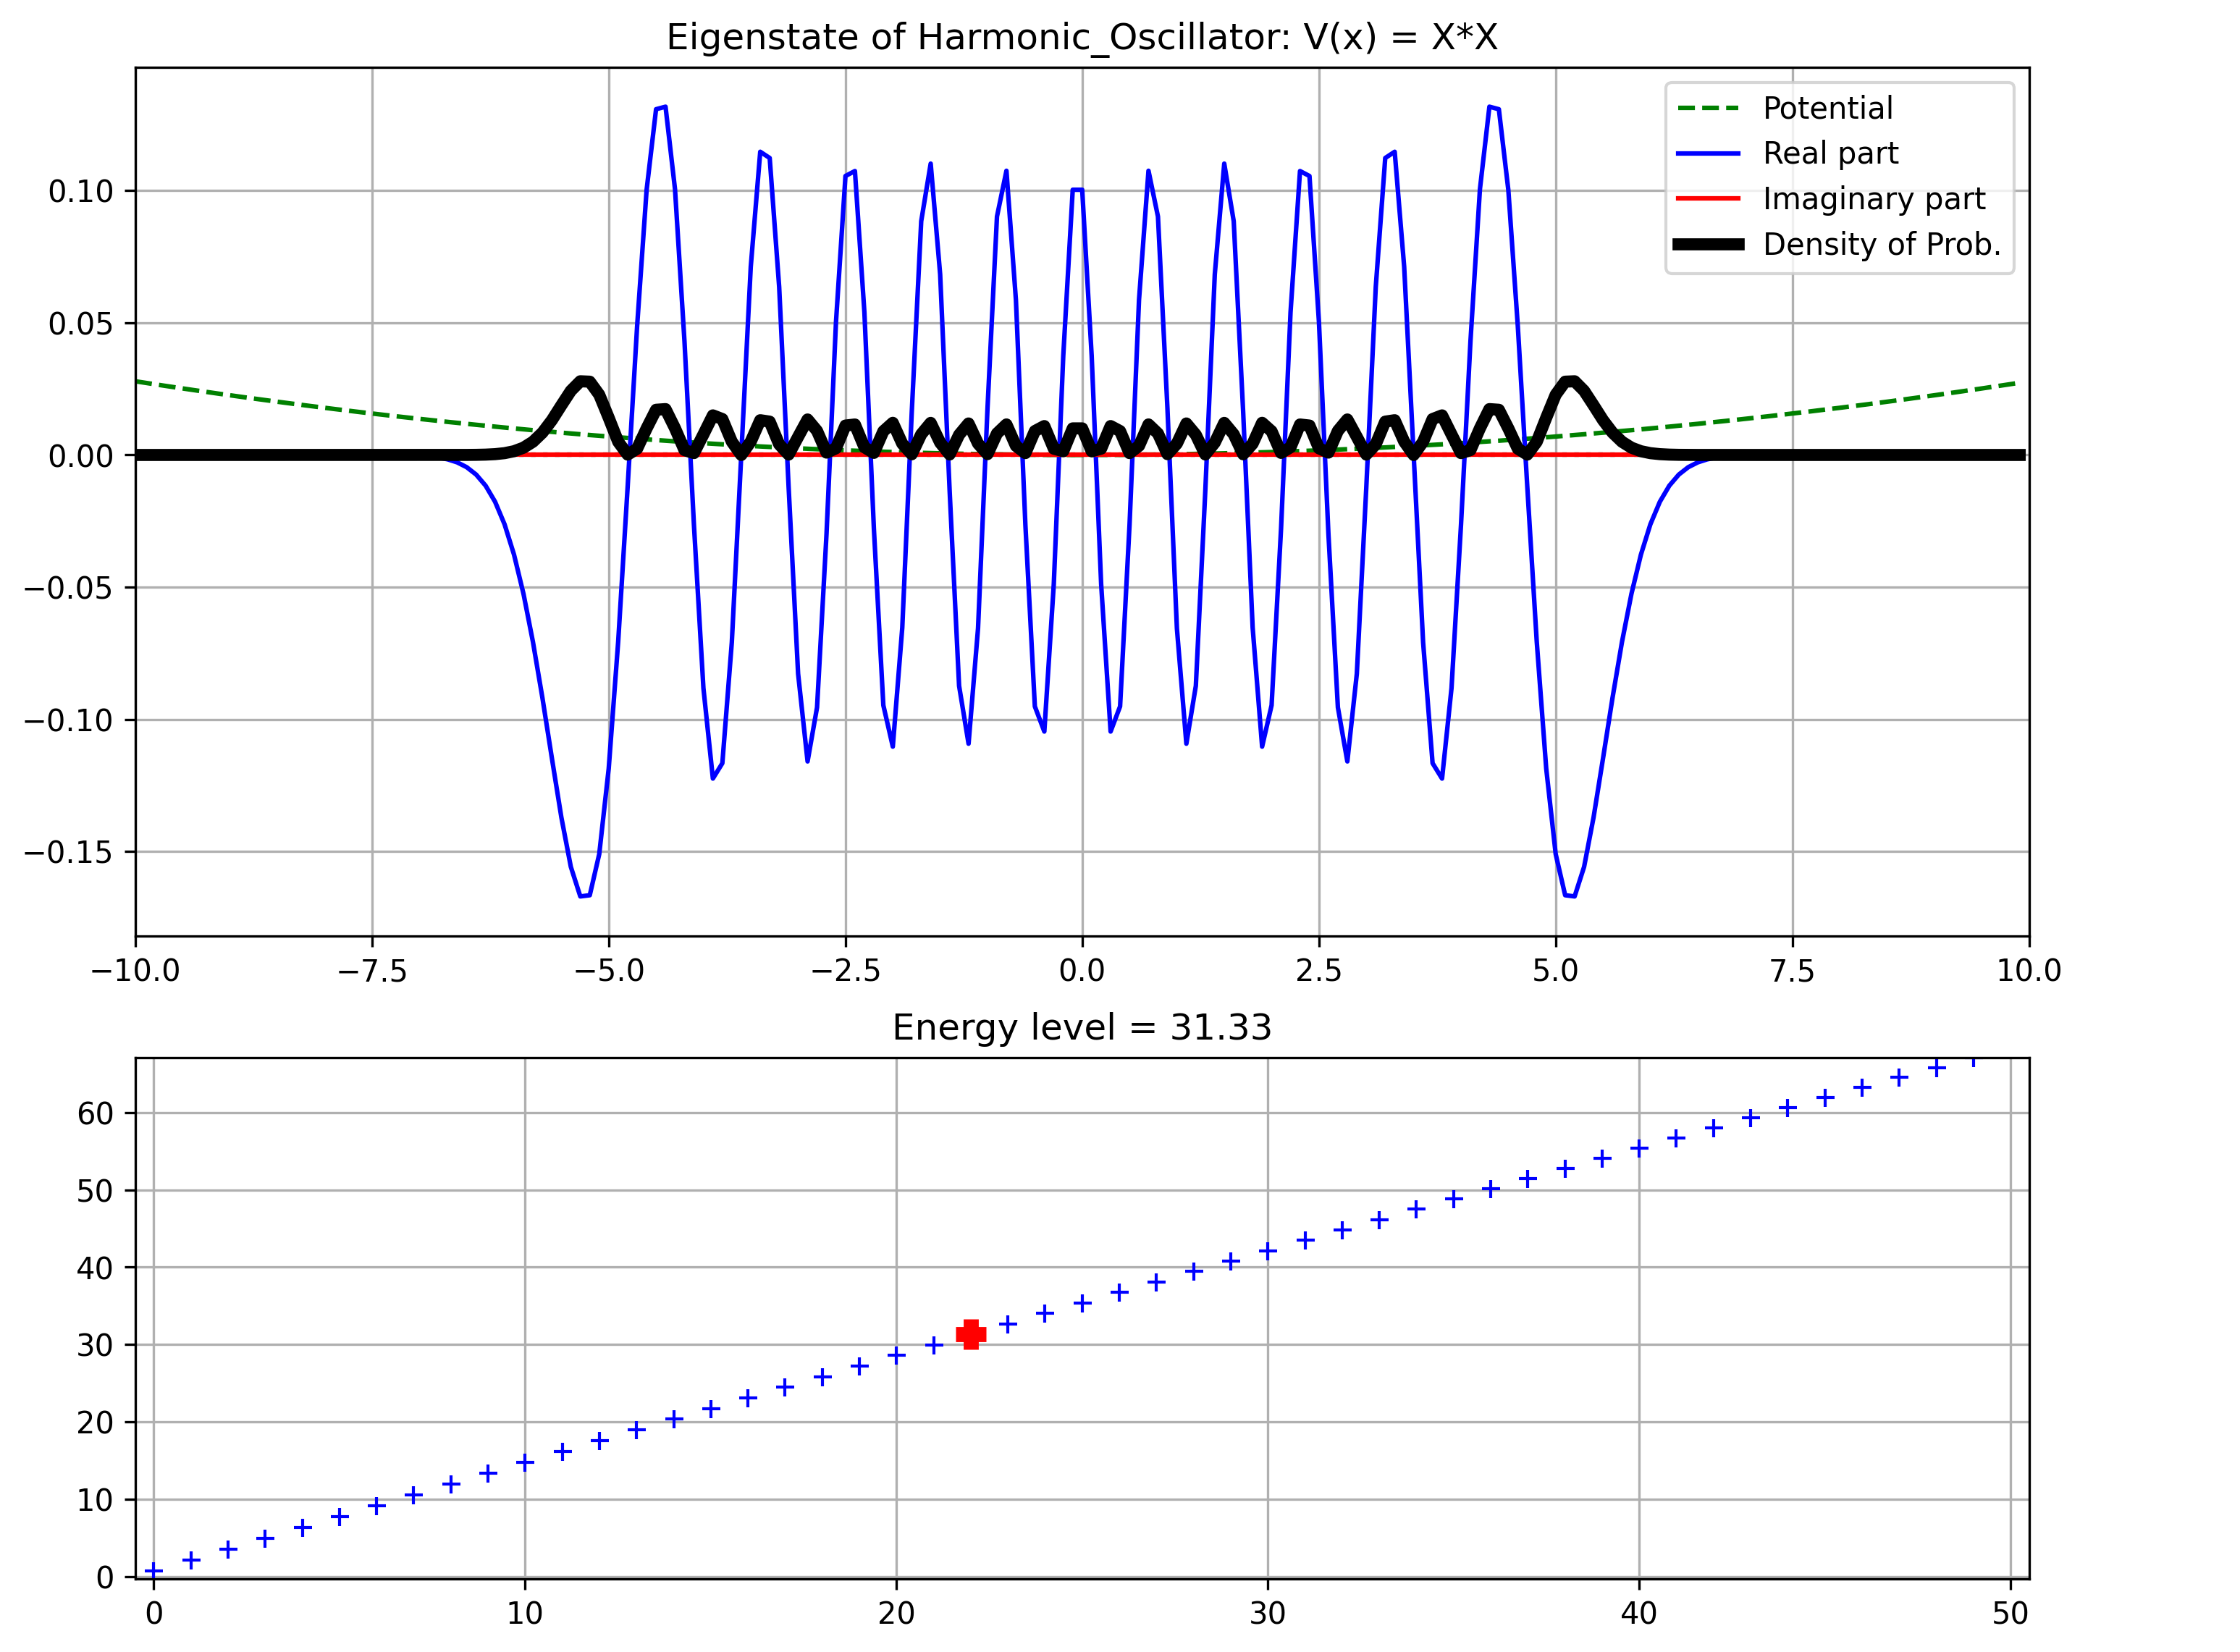 Eigenstate of Harmonic_Oscillator: V(x) = X*X
Potential
Real part
Imaginary part
Density of Prob.
0.10
0.05
0.00
−0.05
−0.10
−0.15
−10.0 −7.5 −5.0 −2.5 0.0 2.5 5.0 7.5 10.0
Energy level = 31.33
60
50
40
30
20
10
0
0 10 20 30 40 50